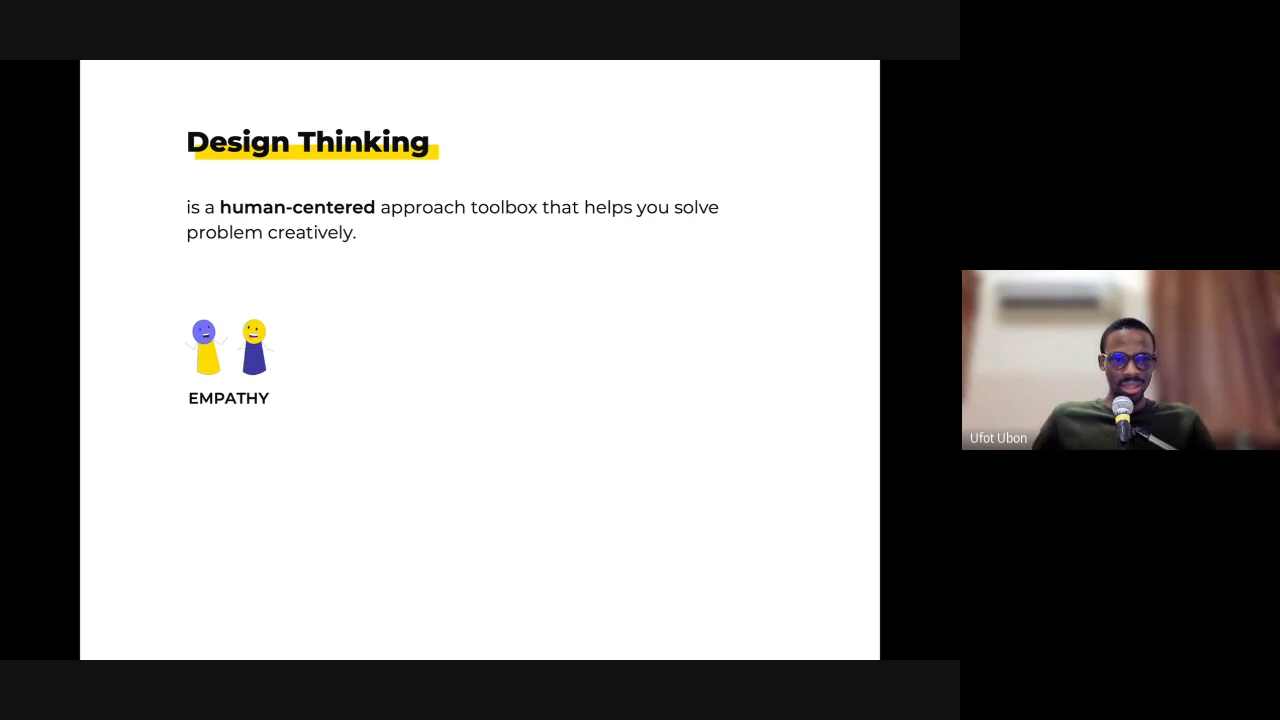 Design Thinking
is a human-centered approach toolbox that helps you solve
problem creatively.
EMPATHY
Ufot Ubon